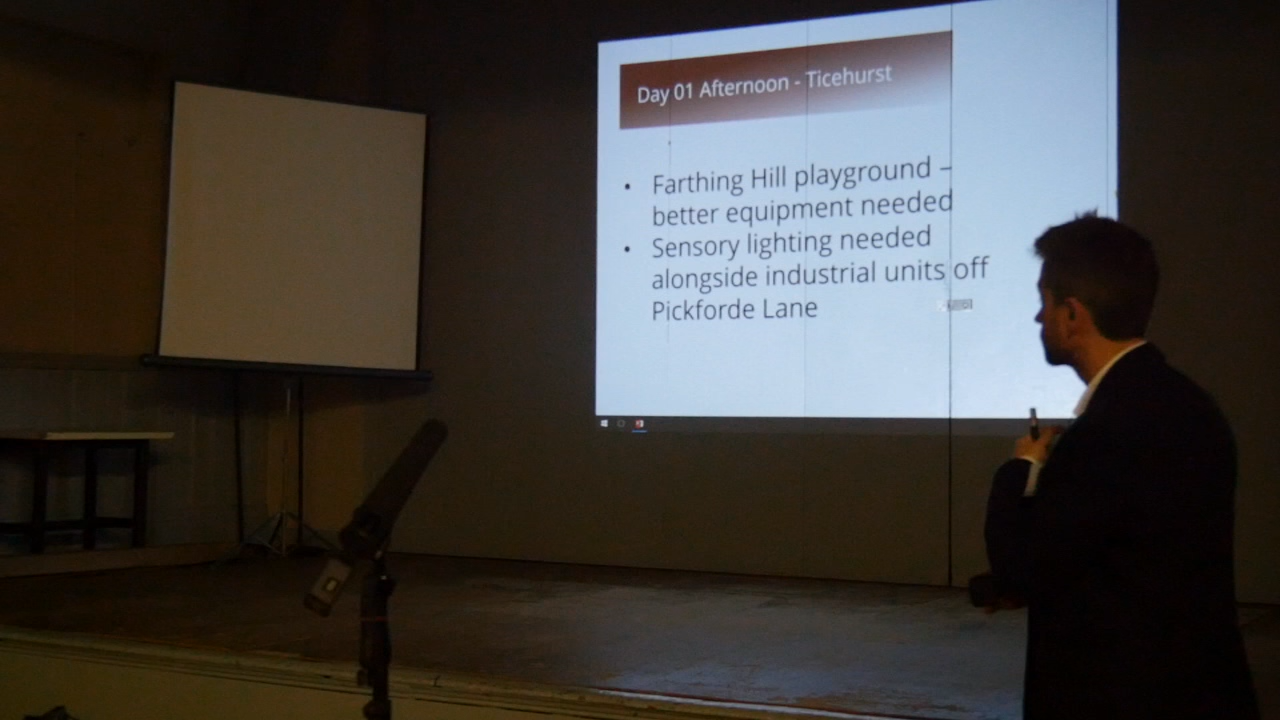 Day 01 Afternoon - Ticehurst
• Farthing Hill playground –
better equipment needed
• Sensory lighting needed
alongside industrial units off
Pickforde Lane